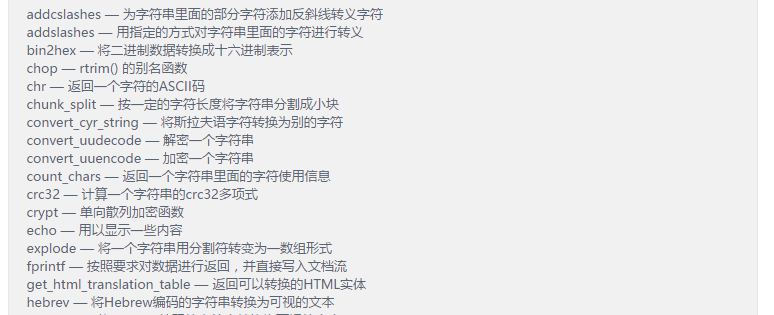 addcslashes — 为字符串里面的部分字符添加反斜线转义字符
addslashes — 用指定的方式对字符串里面的字符进行转义
bin2hex — 将二进制数据转换成十六进制表示
chop — rtrim() 的别名函数
chr — 返回一个字符的ASCII码
chunk_split — 按一定的字符长度将字符串分割成小块
convert_cyr_string — 将斯拉夫语字符转换为别的字符
convert_uudecode — 解密一个字符串
convert_uuencode — 加密一个字符串
count_chars — 返回一个字符串里面的字符使用信息
crc32 — 计算一个字符串的crc32多项式
crypt — 单向散列加密函数
echo — 用以显示一些内容
explode — 将一个字符串用分割符转变为一数组形式
fprintf — 按照要求对数据进行返回，并直接写入文档流
get_html_translation_table — 返回可以转换的HTML实体
hebrev — 将Hebrew编码的字符串转换为可视的文本